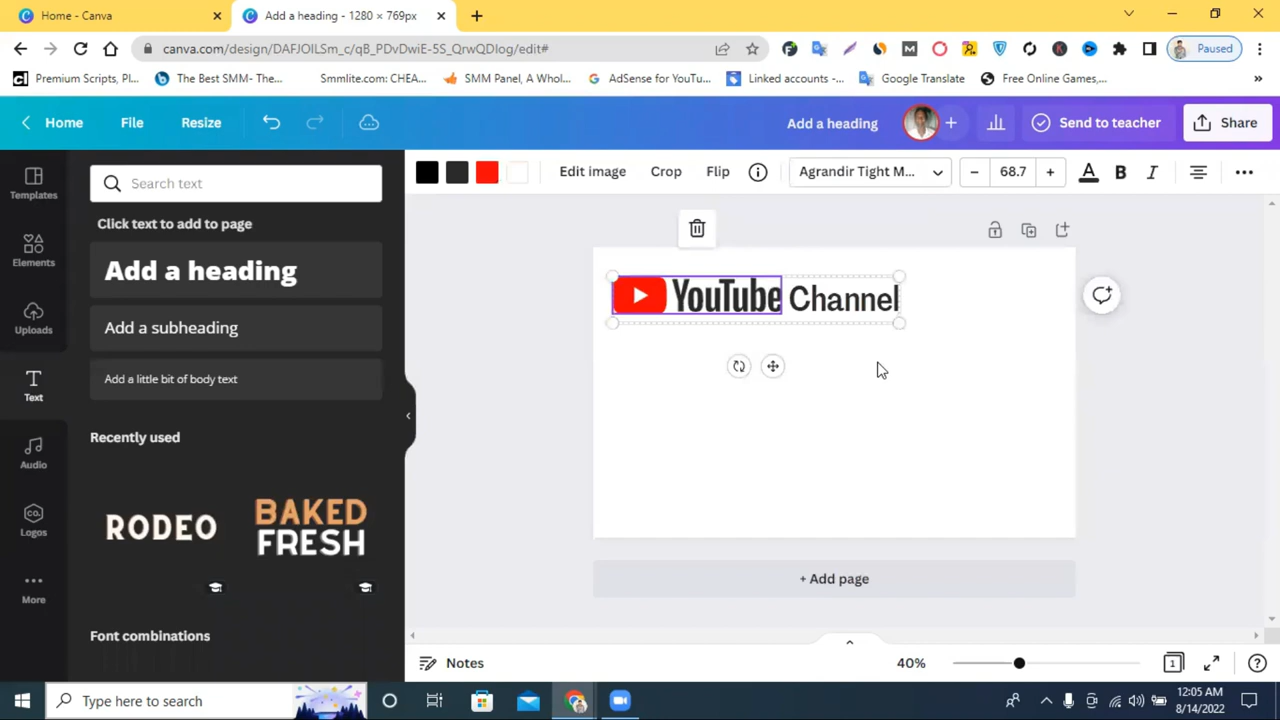 Home - Canva
Add a heading - 1280 × 769px
canva.com/design/DAFJOILSm_c/qB_PDvDwiE-5S_QrwQDlog/edit#
Paused
Premium Scripts, Pl...
The Best SMM- The...
Smmlite.com: CHEA...
SMM Panel, A Whol...
AdSense for YouTu...
Linked accounts -...
Google Translate
Free Online Games,...
Home
File
Resize
Add a heading
Send to teacher
Share
Templates
Elements
Uploads
Text
Audio
Logos
More
Search text
Click text to add to page
Add a heading
Add a subheading
Add a little bit of body text
Recently used
RODEO
BAKED
FRESH
Font combinations
Edit image
Crop
Flip
Agrandir Tight M...
68.7
A
B
I
YouTube Channel
+ Add page
Notes
40%
1
Type here to search
12:05 AM
8/14/2022